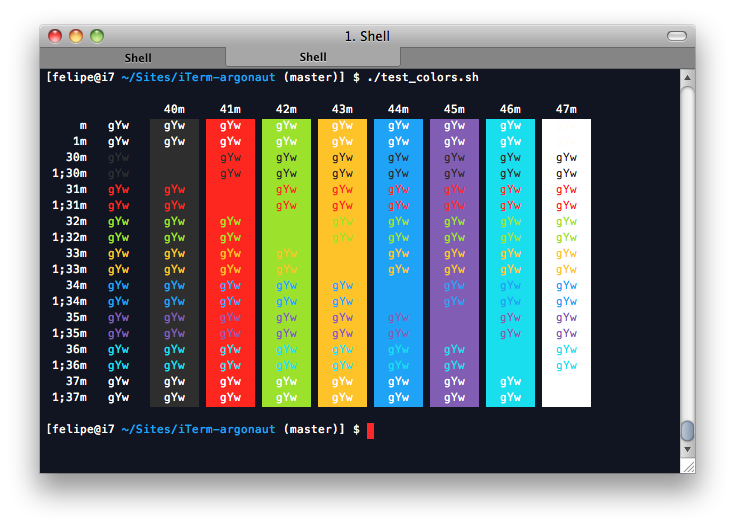 1. Shell
Shell Shell
[felipe@i7 ~/Sites/iTerm-argonaut (master)] $ ./test_colors.sh
40m 41m 42m 43m 44m 45m 46m 47m
m gYw gYw gYw gYw gYw gYw gYw gYw
1m gYw gYw gYw gYw gYw gYw gYw gYw
30m gYw gYw gYw gYw gYw gYw gYw gYw
1;30m gYw gYw gYw gYw gYw gYw gYw gYw
31m gYw gYw gYw gYw gYw gYw gYw gYw
1;31m gYw gYw gYw gYw gYw gYw gYw gYw
32m gYw gYw gYw gYw gYw gYw gYw gYw
1;32m gYw gYw gYw gYw gYw gYw gYw gYw
33m gYw gYw gYw gYw gYw gYw gYw gYw
1;33m gYw gYw gYw gYw gYw gYw gYw gYw
34m gYw gYw gYw gYw gYw gYw gYw gYw
1;34m gYw gYw gYw gYw gYw gYw gYw gYw
35m gYw gYw gYw gYw gYw gYw gYw gYw
1;35m gYw gYw gYw gYw gYw gYw gYw gYw
36m gYw gYw gYw gYw gYw gYw gYw gYw
1;36m gYw gYw gYw gYw gYw gYw gYw gYw
37m gYw gYw gYw gYw gYw gYw gYw gYw
1;37m gYw gYw gYw gYw gYw gYw gYw gYw
[felipe@i7 ~/Sites/iTerm-argonaut (master)] $